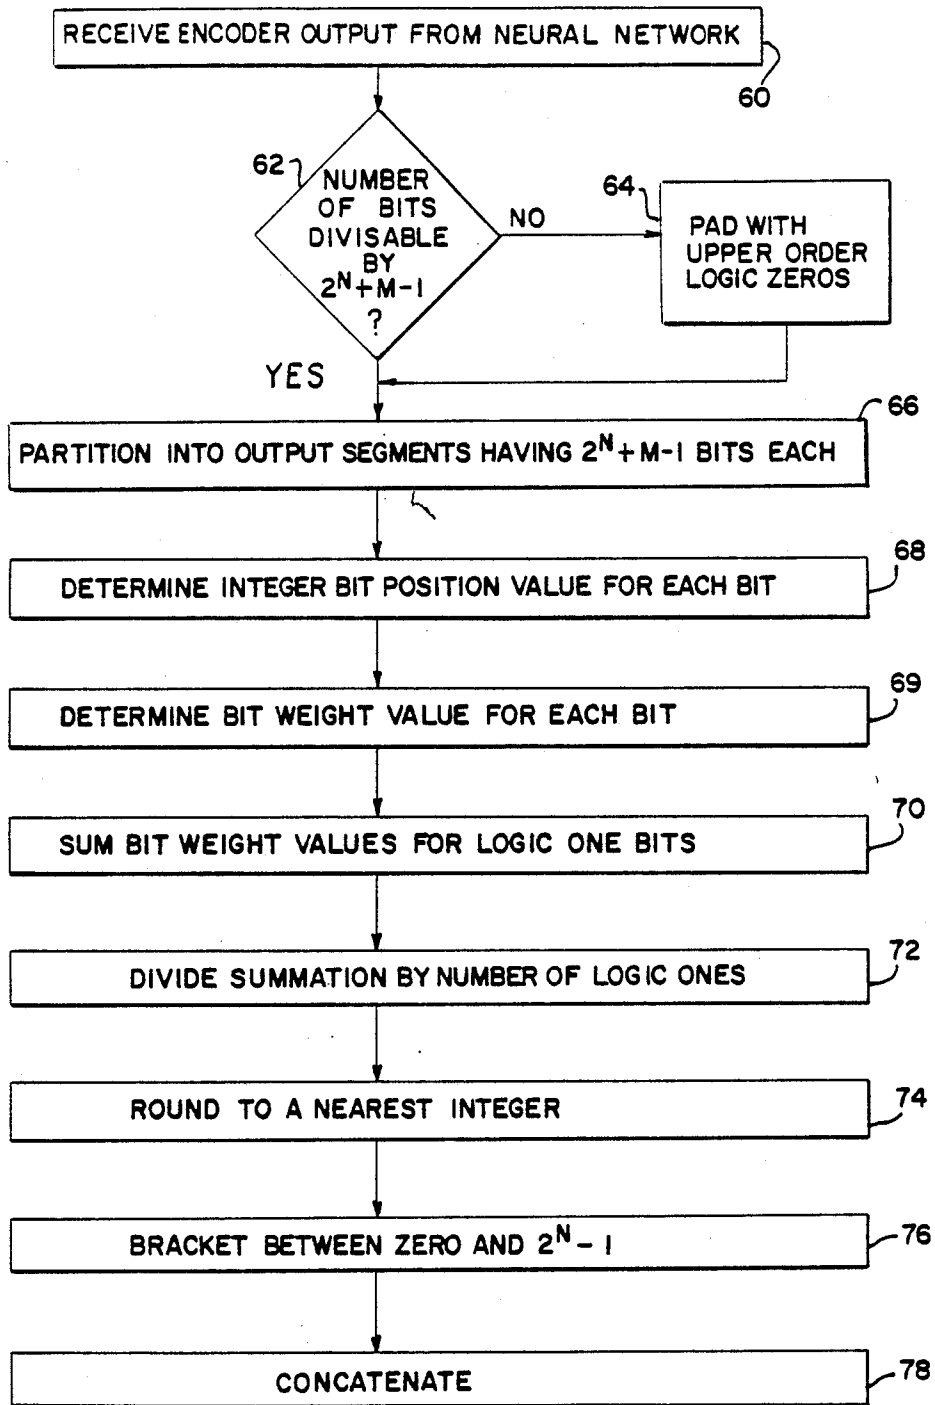 RECEIVE ENCODER OUTPUT FROM NEURAL NETWORK
60
62
NUMBER
OF BITS
DIVISABLE
BY
2^N+M-1
?
NO
64
PAD WITH
UPPER ORDER
LOGIC ZEROS
YES
66
PARTITION INTO OUTPUT SEGMENTS HAVING 2^N+M-1 BITS EACH
68
DETERMINE INTEGER BIT POSITION VALUE FOR EACH BIT
69
DETERMINE BIT WEIGHT VALUE FOR EACH BIT
70
SUM BIT WEIGHT VALUES FOR LOGIC ONE BITS
72
DIVIDE SUMMATION BY NUMBER OF LOGIC ONES
74
ROUND TO A NEAREST INTEGER
76
BRACKET BETWEEN ZERO AND 2^N-1
78
CONCATENATE